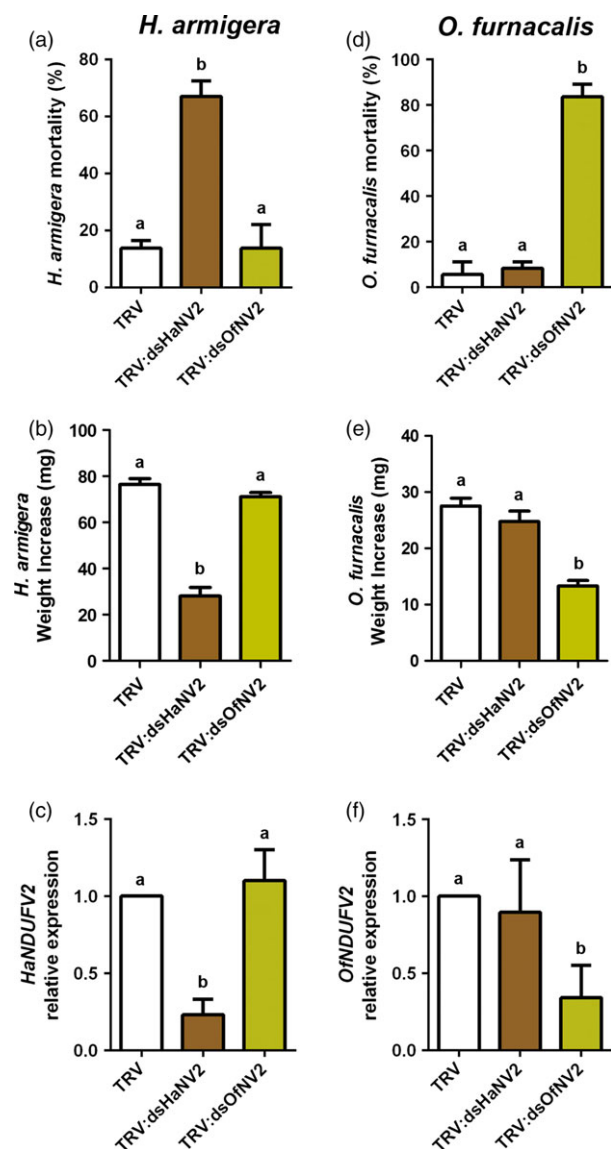 H. armigera
(a)
H. armigera mortality (%)
80
60
40
20
0
a
b
a
TRV
TRV:dsHaNV2
TRV:dsOfNV2
(b)
H. armigera
Weight Increase (mg)
100
80
60
40
20
0
a
b
a
TRV
TRV:dsHaNV2
TRV:dsOfNV2
(c)
HaNDUFV2
relative expression
1.5
1.0
0.5
0.0
a
b
a
TRV
TRV:dsHaNV2
TRV:dsOfNV2
O. furnacalis
(d)
O. furnacalis mortality (%)
100
80
60
40
20
0
a
a
b
TRV
TRV:dsHaNV2
TRV:dsOfNV2
(e)
O. furnacalis
Weight Increase (mg)
40
30
20
10
0
a
a
b
TRV
TRV:dsHaNV2
TRV:dsOfNV2
(f)
OfNDUFV2
relative expression
1.5
1.0
0.5
0.0
a
a
b
TRV
TRV:dsHaNV2
TRV:dsOfNV2